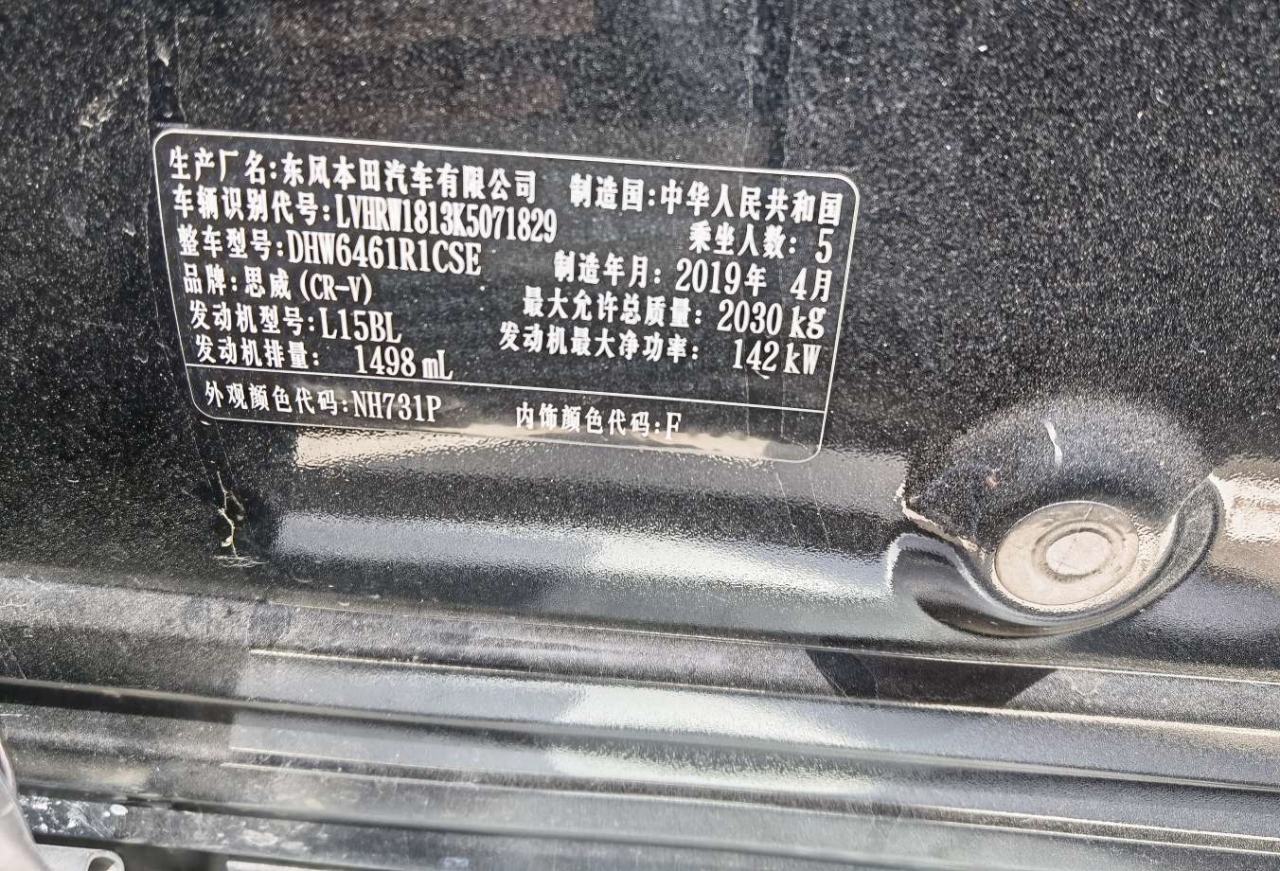 生产厂名:东风本田汽车有限公司 制造国:中华人民共和国
车辆识别代号:LVHRW1813K5071829 乘坐人数: 5
整车型号:DHW6461R1CSE 制造年月: 2019年 4月
品牌:思威(CR-V) 最大允许总质量: 2030 kg
发动机型号:L15BL 发动机最大净功率: 142 kW
发动机排量: 1498 mL
外观颜色代码:NH731P 内饰颜色代码:F